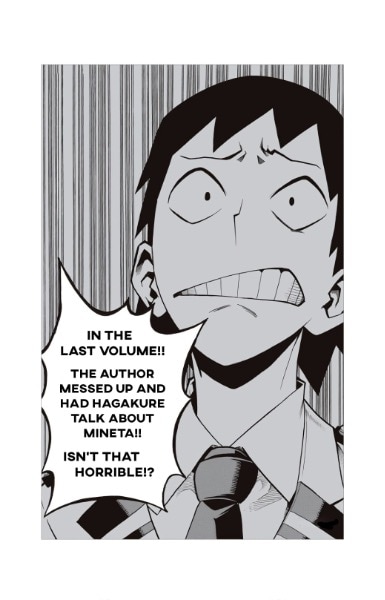 IN THE
LAST VOLUME!!
THE AUTHOR
MESSED UP AND
HAD HAGAKURE
TALK ABOUT
MINETA!!
ISN'T THAT
HORRIBLE!?